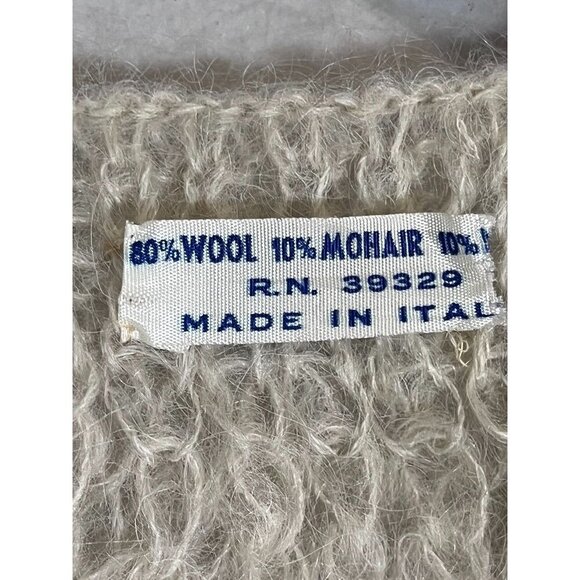 80% WOOL 10% MOHAIR 10%
R.N. 39329
MADE IN ITAL